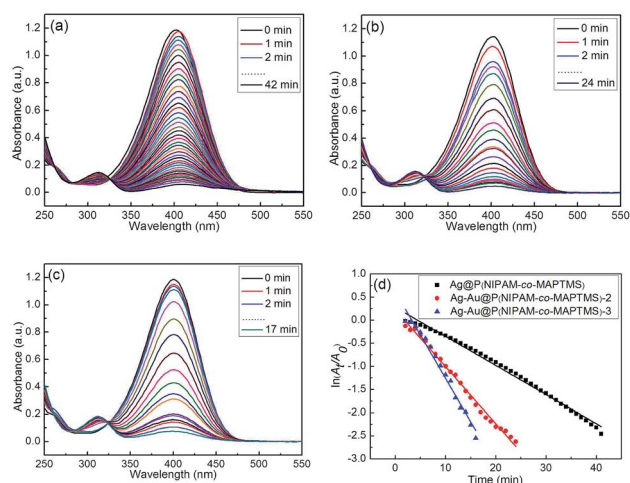 (a)
0 min
1 min
2 min
........
42 min
Absorbance (a.u.)
1.2
1.0
0.8
0.6
0.4
0.2
0.0
250 300 350 400 450 500 550
Wavelength (nm)
(b)
0 min
1 min
2 min
........
24 min
Absorbance (a.u.)
1.2
1.0
0.8
0.6
0.4
0.2
0.0
250 300 350 400 450 500 550
Wavelength (nm)
(c)
0 min
1 min
2 min
........
17 min
Absorbance (a.u.)
1.2
1.0
0.8
0.6
0.4
0.2
0.0
250 300 350 400 450 500 550
Wavelength (nm)
(d)
Ag@P(NIPAM-co-MAPTMS)
Ag-Au@P(NIPAM-co-MAPTMS)-2
Ag-Au@P(NIPAM-co-MAPTMS)-3
ln(At/A0)
1.0
0.5
0.0
-0.5
-1.0
-1.5
-2.0
-2.5
-3.0
0 10 20 30 40
Time (min)